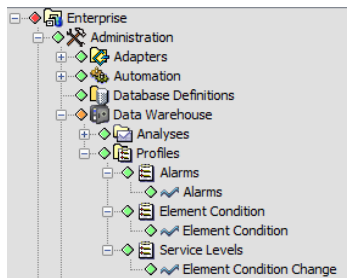 Enterprise
Administration
Adapters
Automation
Database Definitions
Data Warehouse
Analyses
Profiles
Alarms
Alarms
Element Condition
Element Condition
Service Levels
Element Condition Change